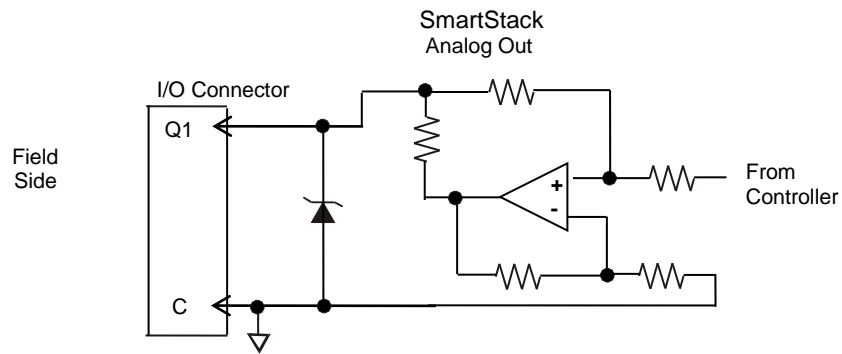 SmartStack
Analog Out
I/O Connector
Q1
Field
Side
+
-
From
Controller
C